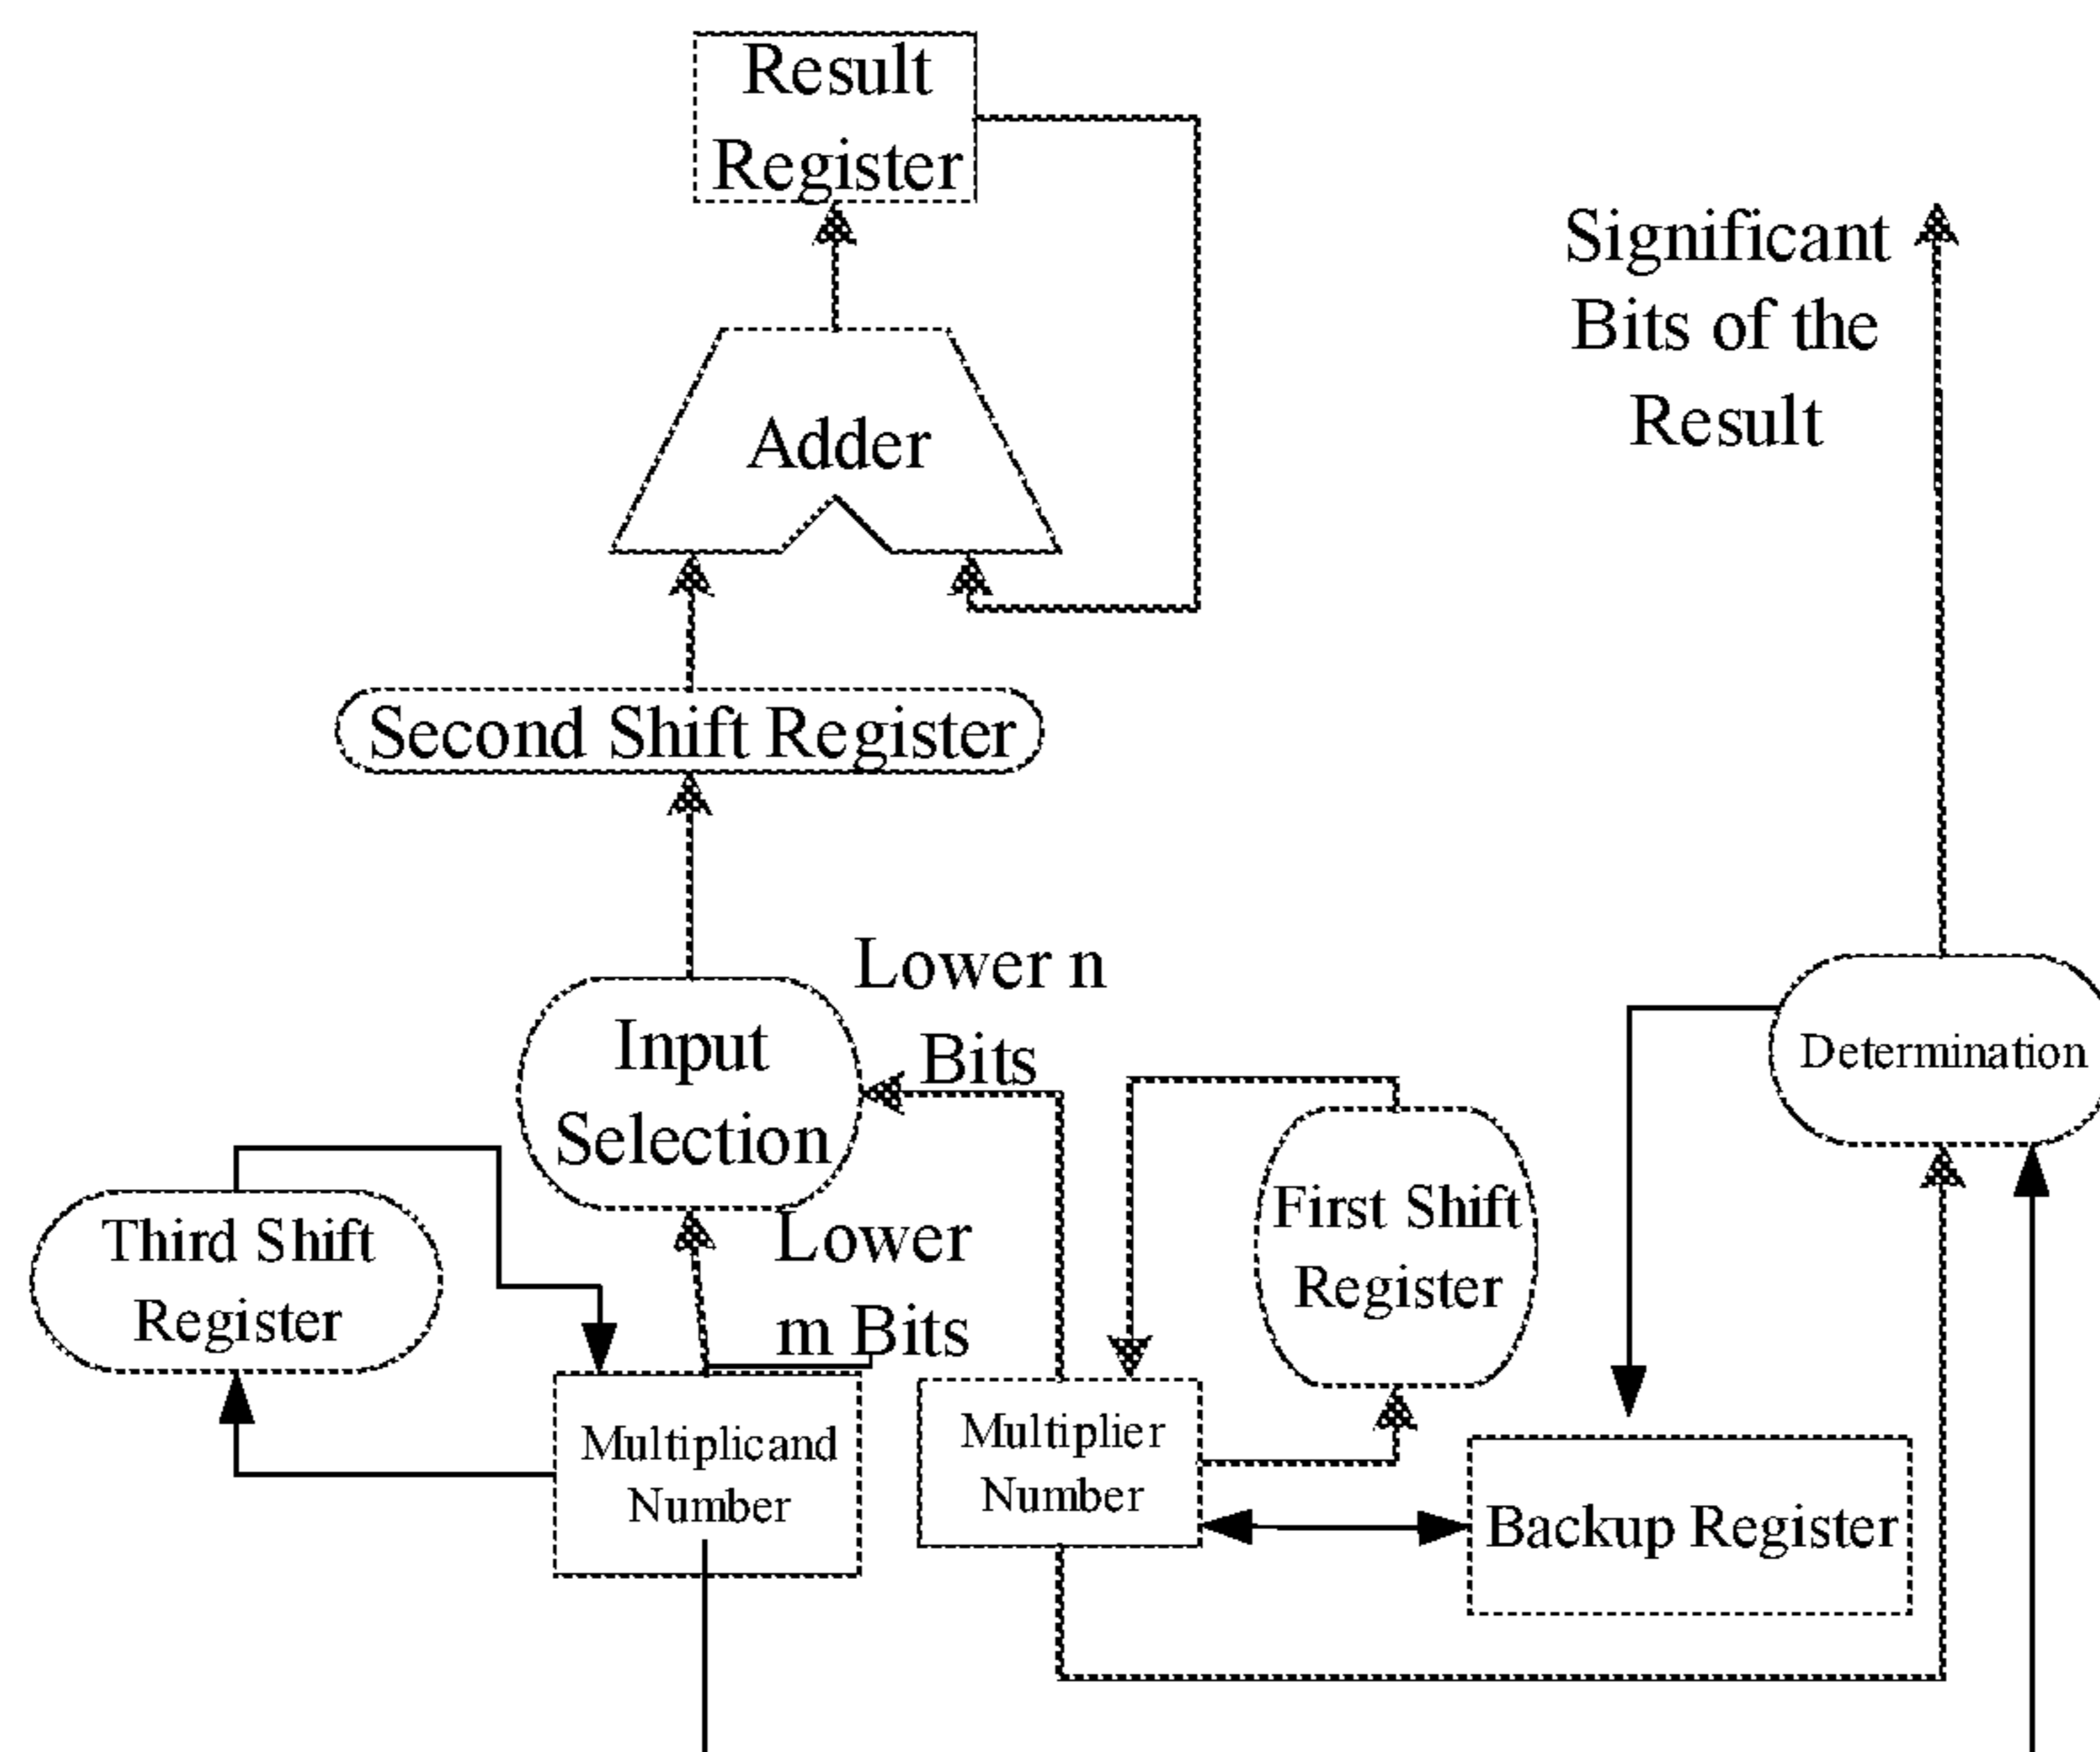 Result
Register
Significant
Bits of the
Result
Adder
Second Shift Register
Lower n
Bits
Input
Selection
Determination
Third Shift
Register
Lower
m Bits
First Shift
Register
Multiplicand
Number
Multiplier
Number
Backup Register